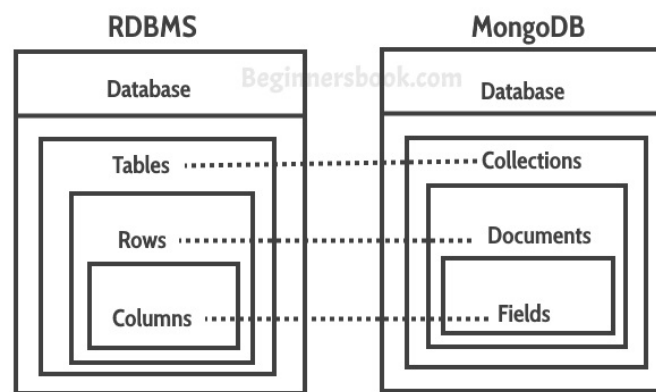 RDBMS
MongoDB
Beginnersbook.com
Database
Database
Tables
Collections
Rows
Documents
Columns
Fields